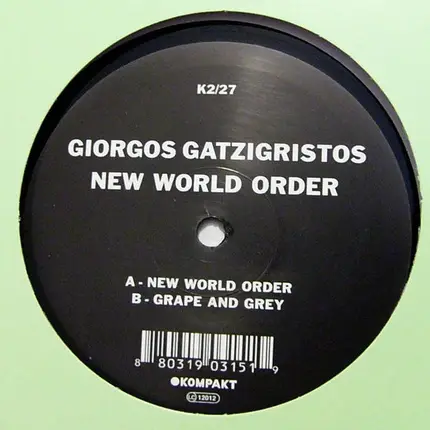 K2/27
GIORGOS GATZIGRISTOS
NEW WORLD ORDER
A - NEW WORLD ORDER
B - GRAPE AND GREY
8 80319 03151 9
KOMPAKT
LC 12012